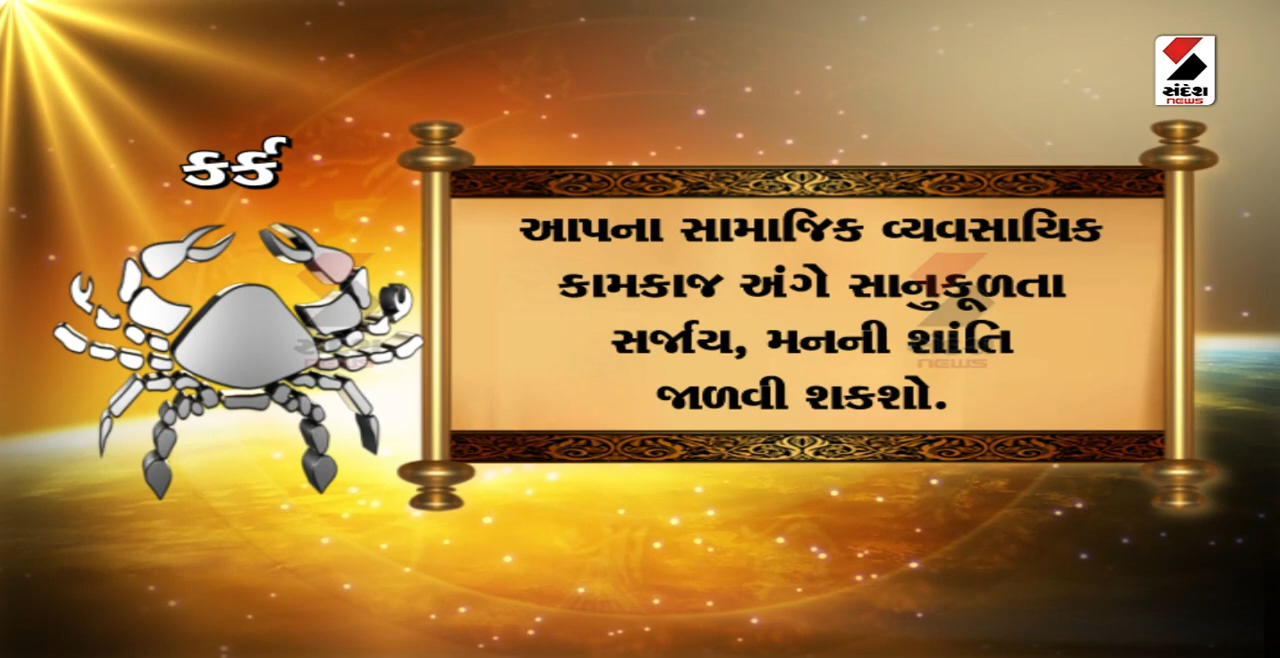 સંદેશ
NEWS
કર્ક
આપના સામાજિક વ્યવસાયિક
કામકાજ અંગે સાનુકૂળતા
સર્જાય, મનની શાંતિ
જાળવી શકશો.